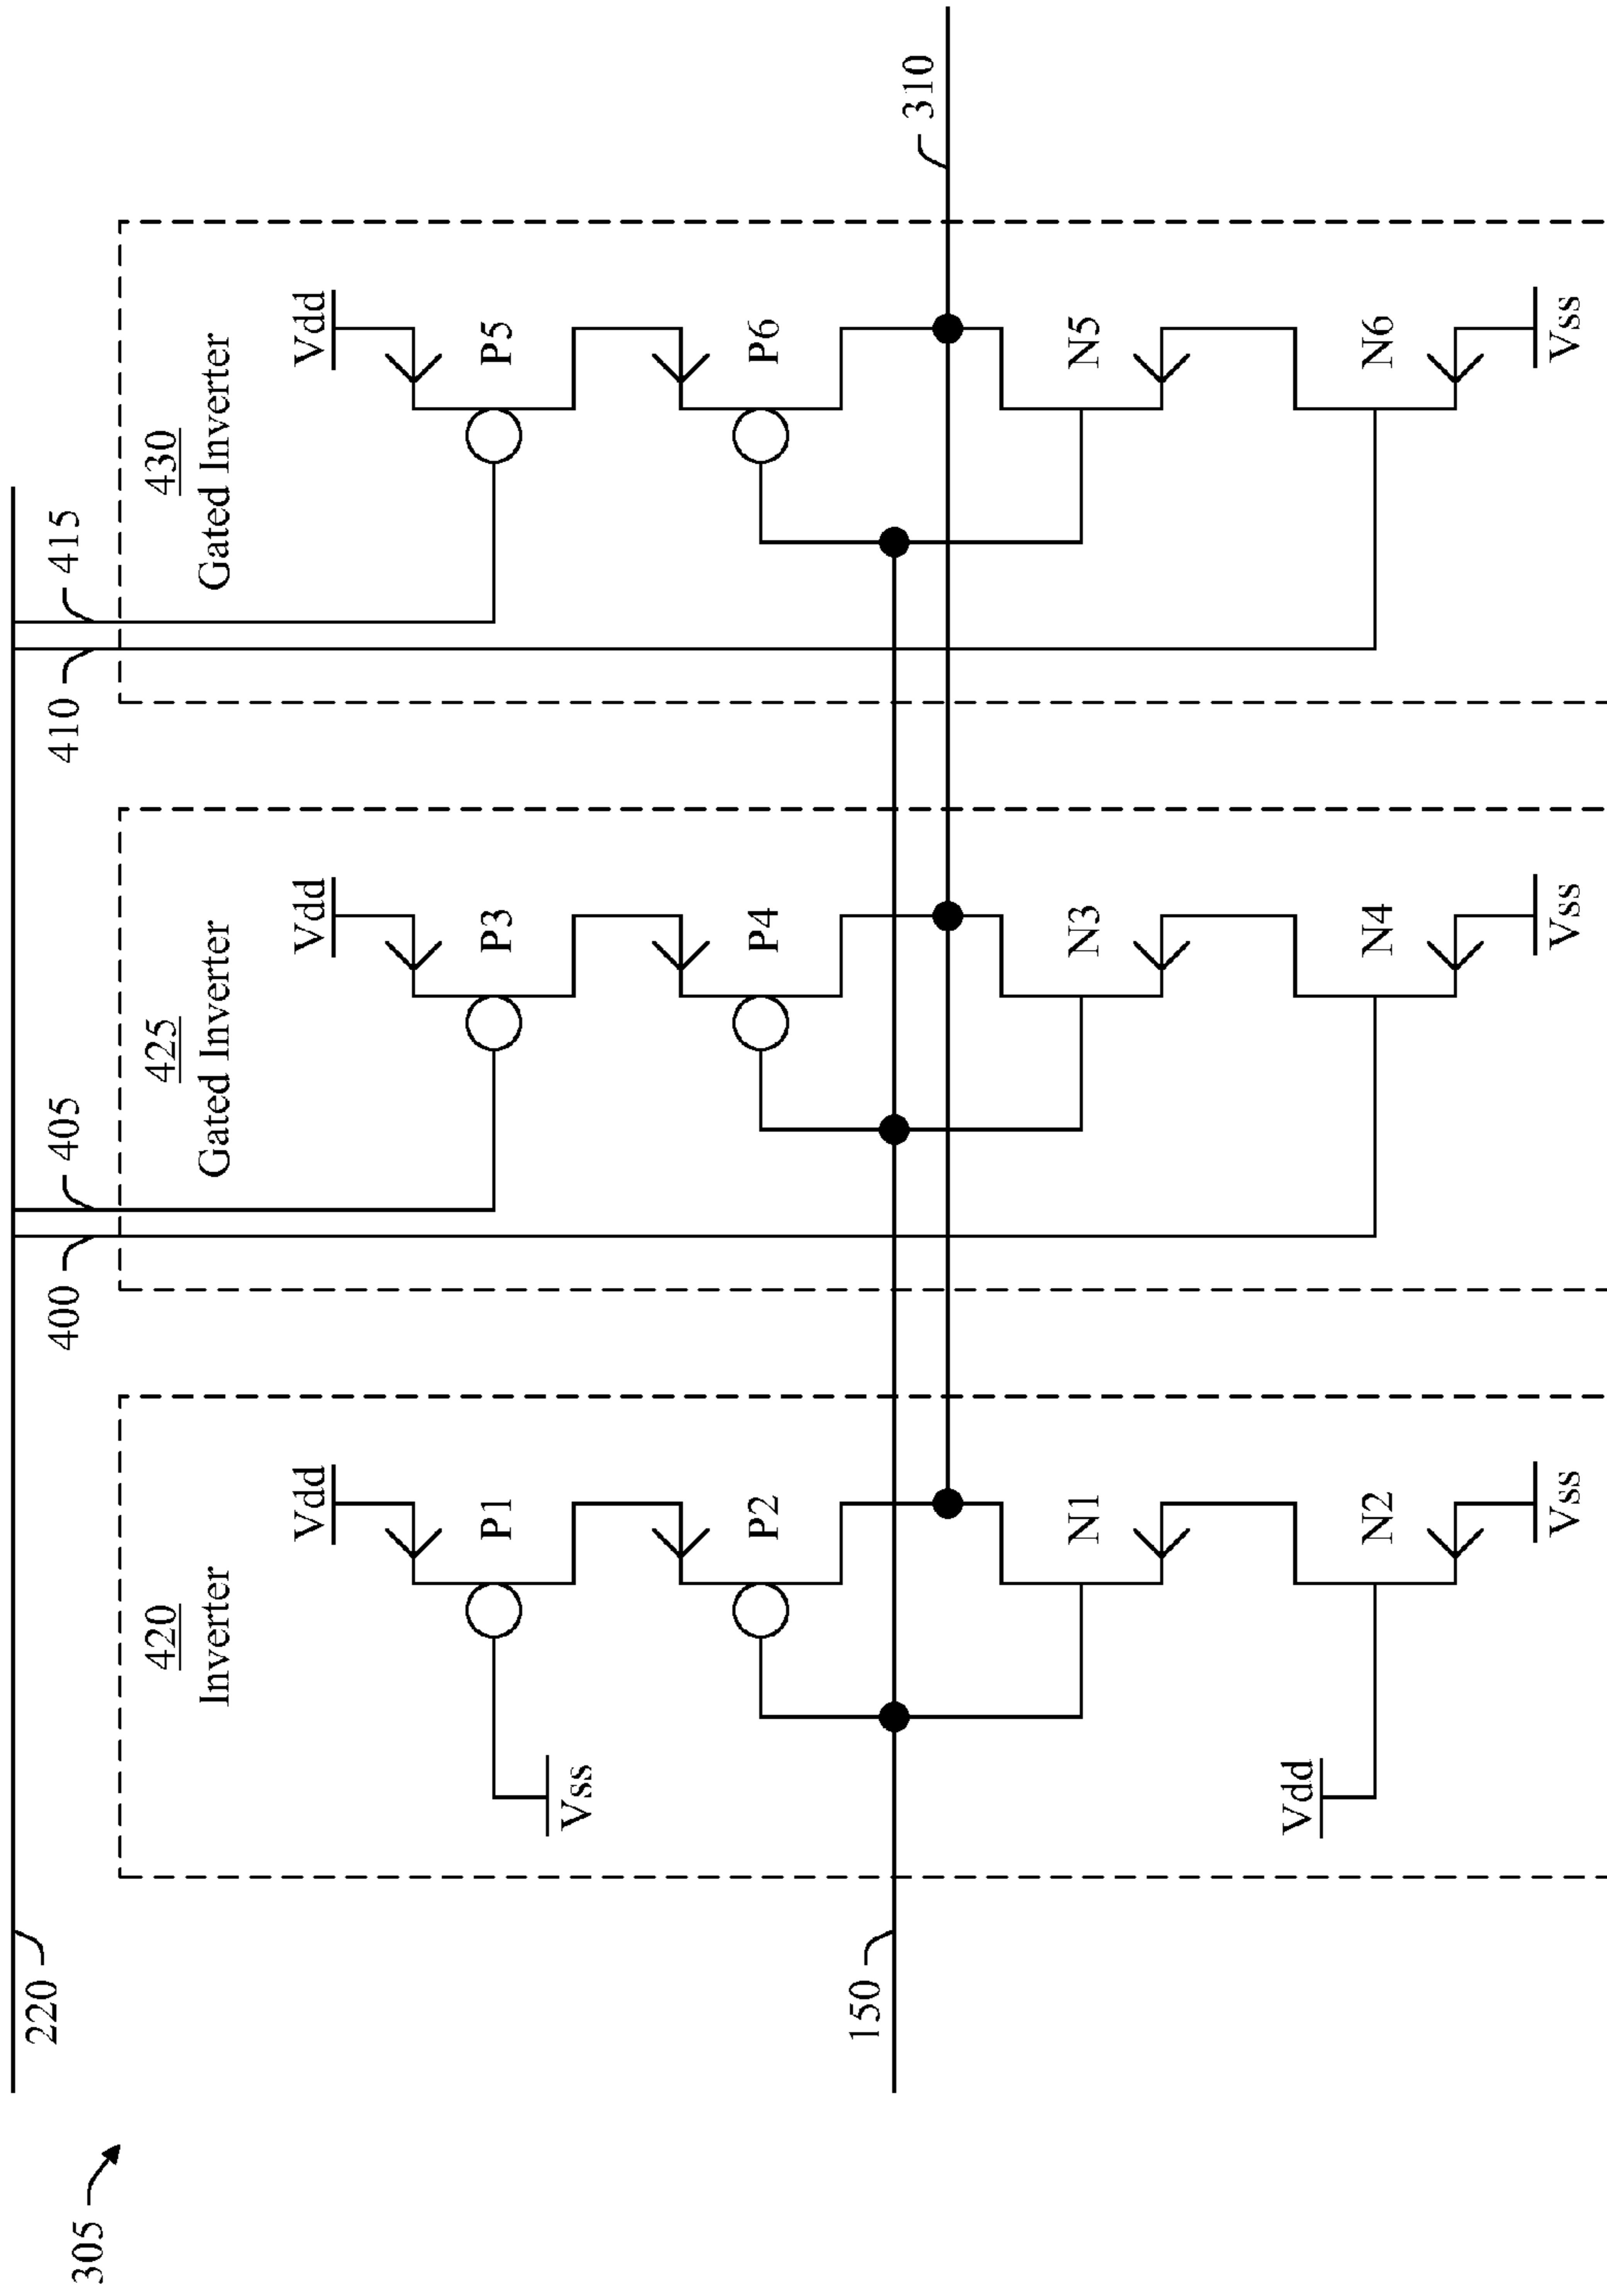 305
220
400
405
410
415
420
Inverter
425
Gated Inverter
430
Gated Inverter
Vdd
Vdd
Vdd
P1
P3
P5
Vss
P2
P4
P6
150
310
N1
N3
N5
Vdd
N2
N4
N6
Vss
Vss
Vss